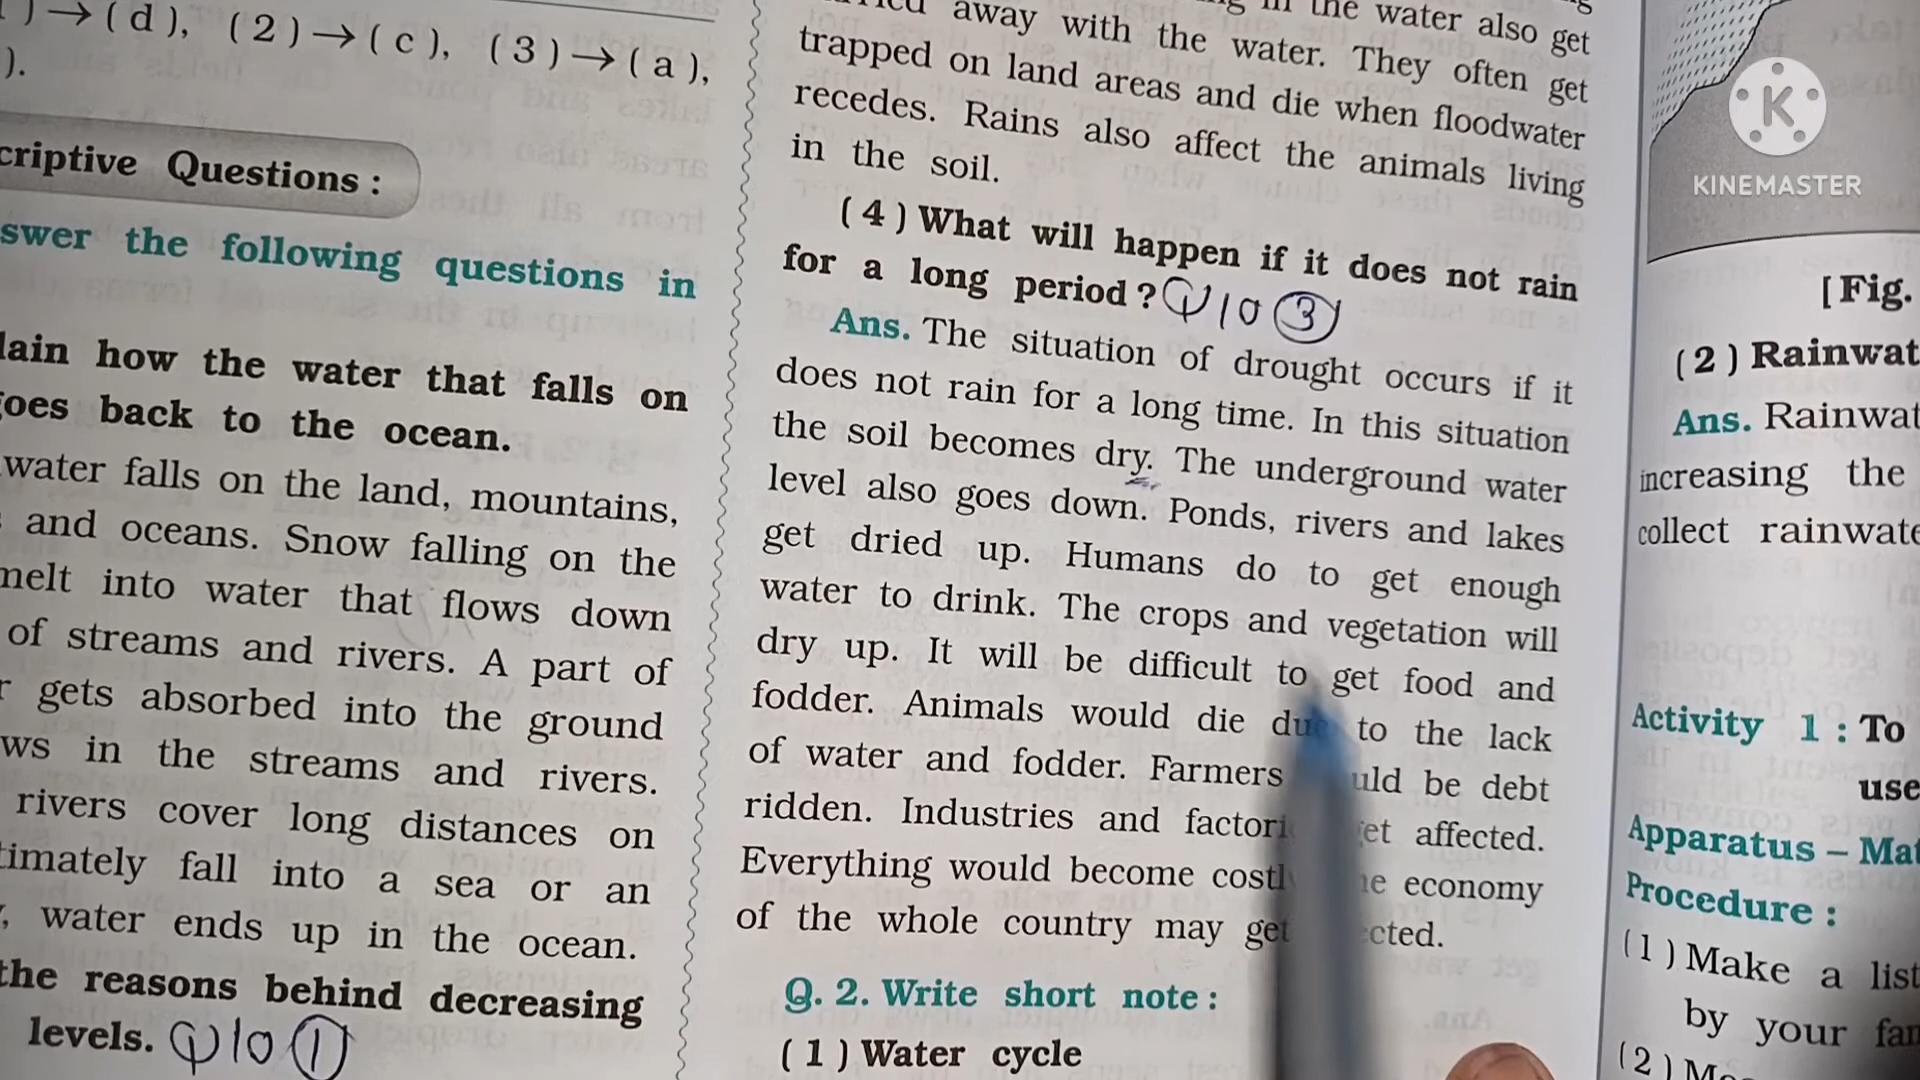 →(d), (2)→(c), (3)→(a),
).
criptive Questions:
swer the following questions in
lain how the water that falls on
goes back to the ocean.
water falls on the land, mountains,
and oceans. Snow falling on the
melt into water that flows down
of streams and rivers. A part of
gets absorbed into the ground
ws in the streams and rivers.
rivers cover long distances on
timately fall into a sea or an
water ends up in the ocean.
the reasons behind decreasing
levels.
in the water also get
away with the water. They often get
trapped on land areas and die when floodwater
recedes. Rains also affect the animals living
in the soil.
(4) What will happen if it does not rain
for a long period?
Ans. The situation of drought occurs if it
does not rain for a long time. In this situation
the soil becomes dry. The underground water
level also goes down. Ponds, rivers and lakes
get dried up. Humans do to get enough
water to drink. The crops and vegetation will
dry up. It will be difficult to get food and
fodder. Animals would die due to the lack
of water and fodder. Farmers uld be debt
ridden. Industries and factori et affected.
Everything would become costl he economy
of the whole country may get cted.
Q. 2. Write short note:
(1) Water cycle
KINEMASTER
[Fig.
(2) Rainwat
Ans. Rainwat
increasing the
collect rainwate
Activity 1: To
use
Apparatus – Mat
Procedure:
(1) Make a list
by your fam
(2)